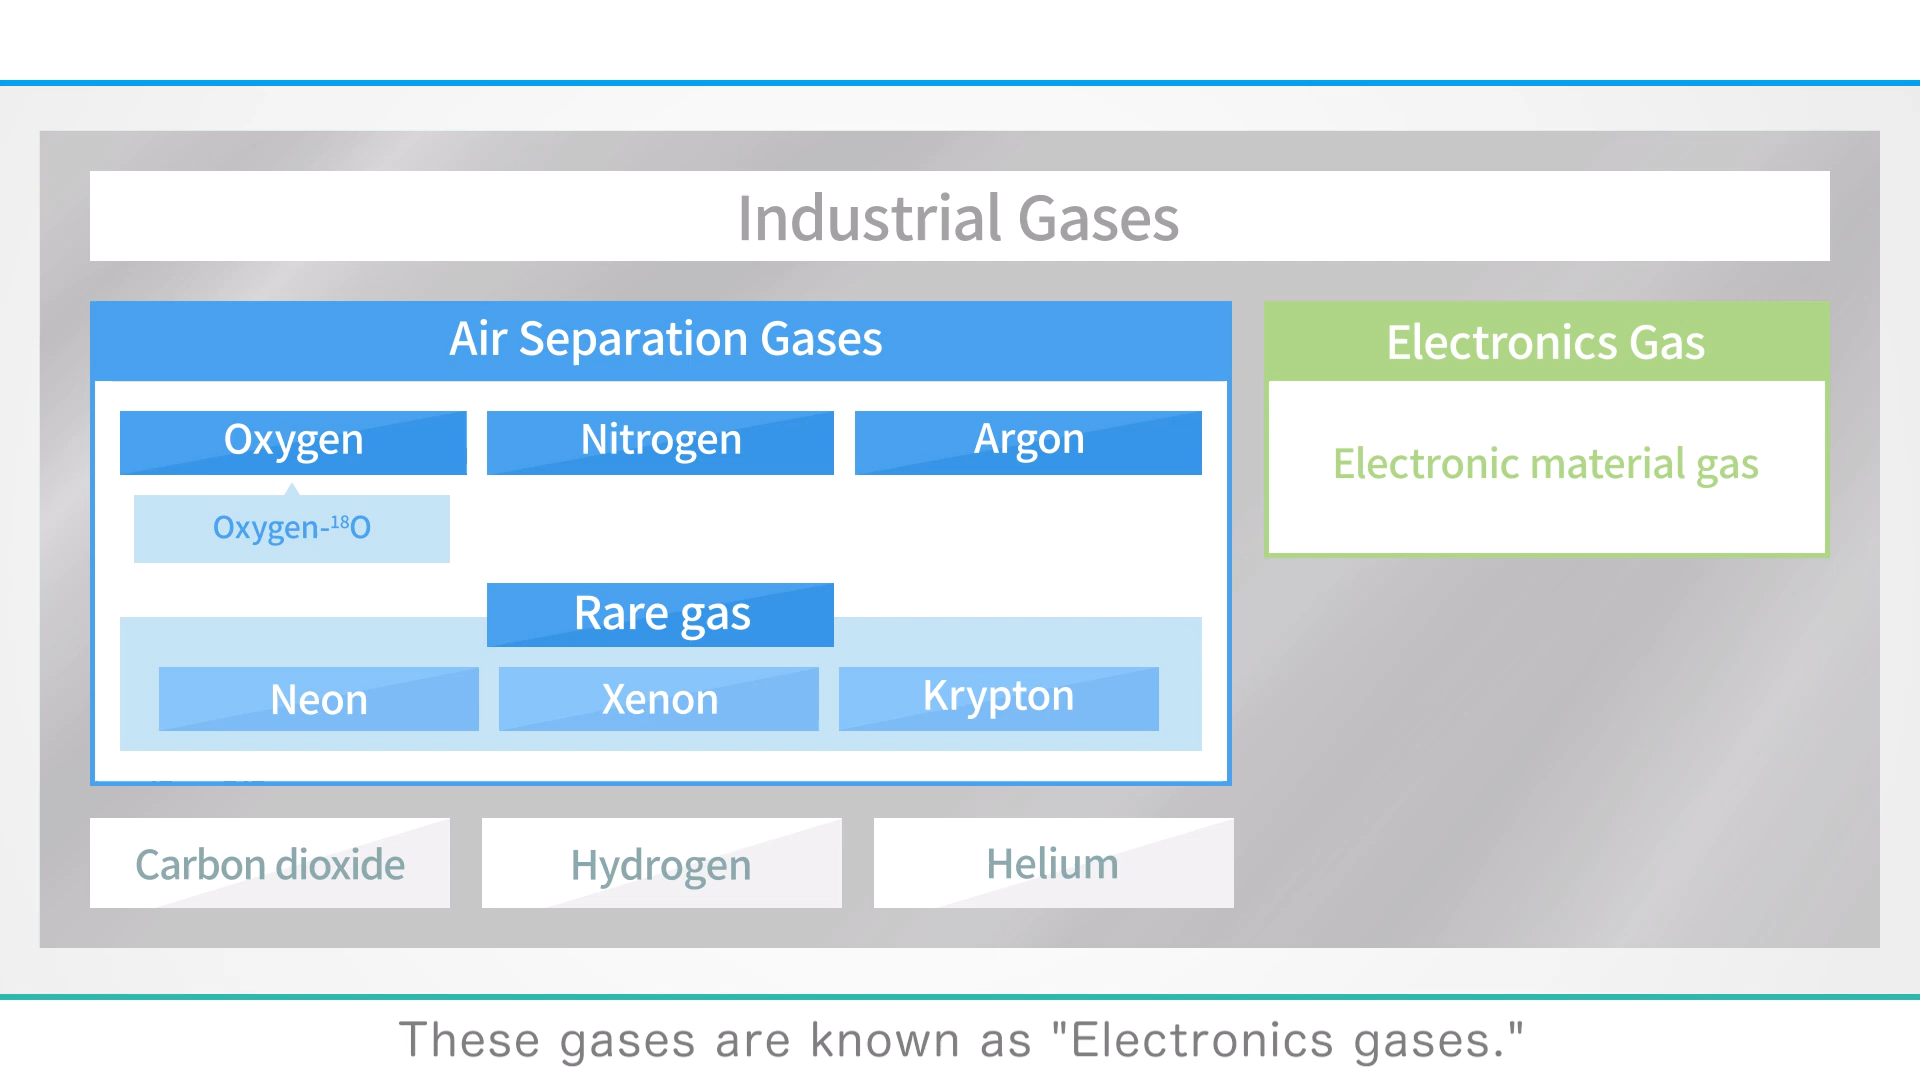 Industrial Gases
Air Separation Gases
Oxygen
Nitrogen
Argon
Oxygen-¹⁸O
Rare gas
Neon
Xenon
Krypton
Electronics Gas
Electronic material gas
Carbon dioxide
Hydrogen
Helium
These gases are known as "Electronics gases."